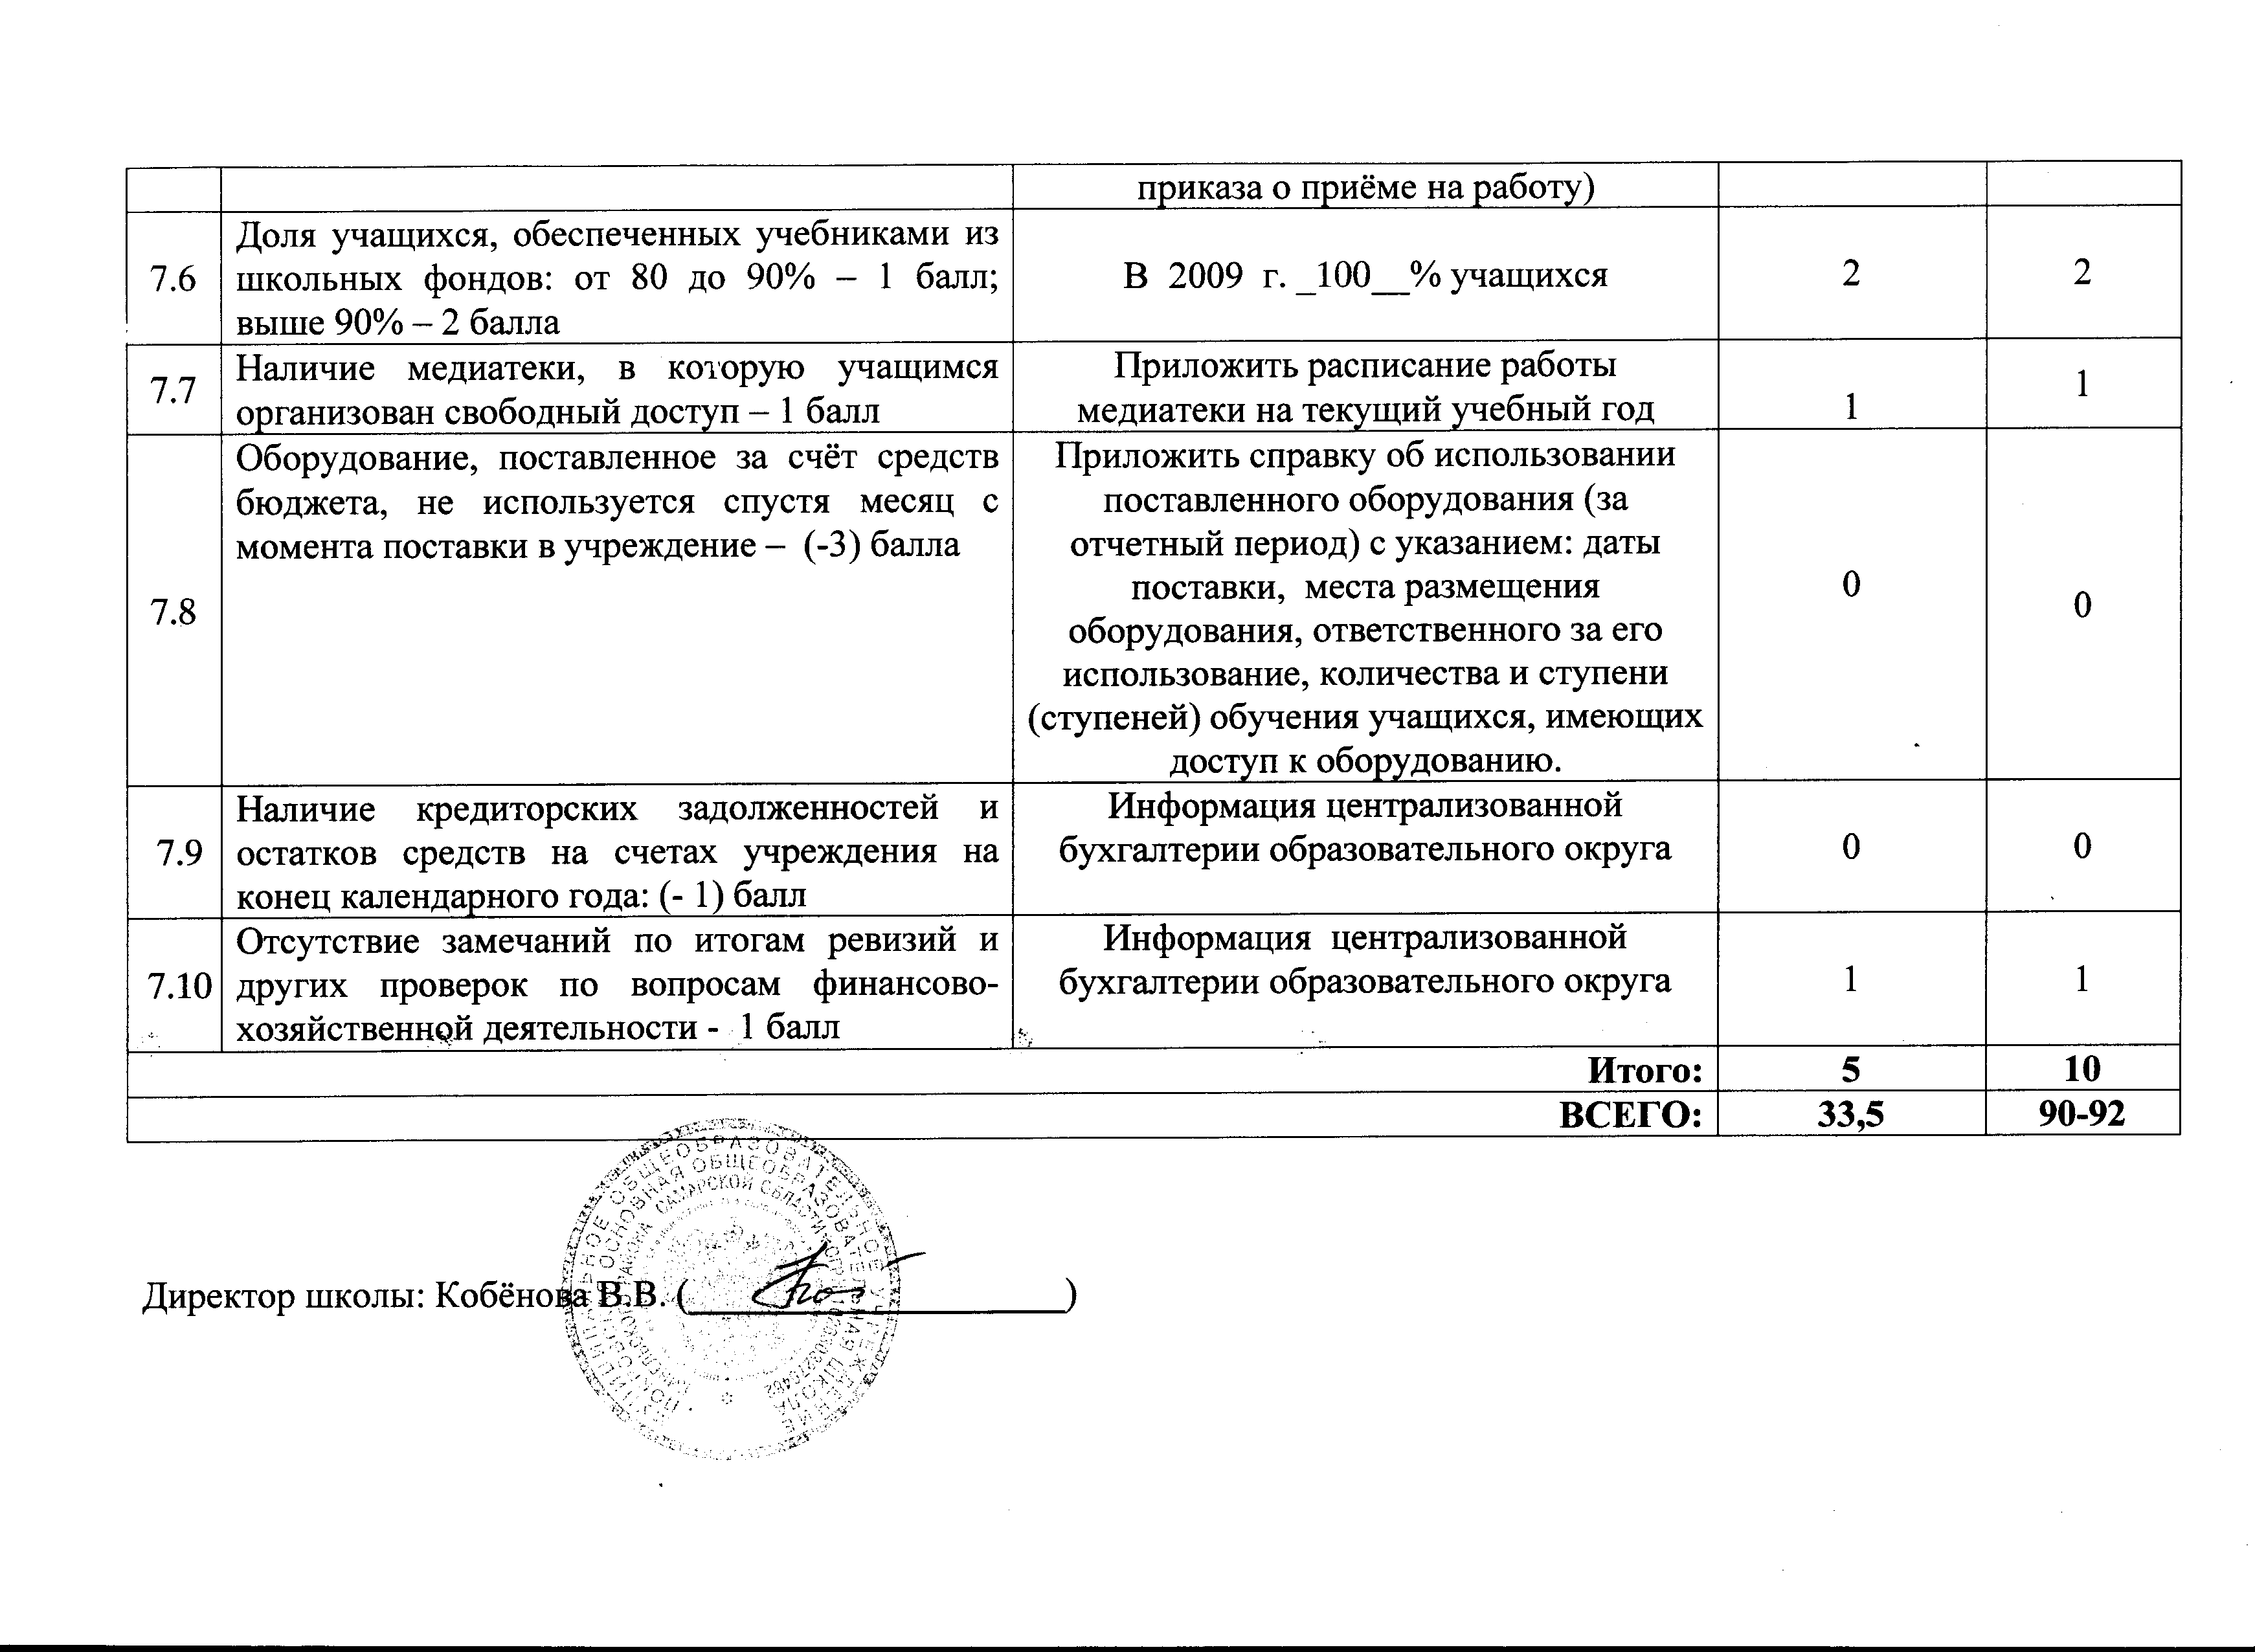 приказа о приёме на работу)
7.6
Доля учащихся, обеспеченных учебниками из
школьных фондов: от 80 до 90% – 1 балл;
выше 90% – 2 балла
В 2009 г. _100__% учащихся
2
2
7.7
Наличие медиатеки, в которую учащимся
организован свободный доступ – 1 балл
Приложить расписание работы
медиатеки на текущий учебный год
1
1
7.8
Оборудование, поставленное за счёт средств
бюджета, не используется спустя месяц с
момента поставки в учреждение – (-3) балла
Приложить справку об использовании
поставленного оборудования (за
отчетный период) с указанием: даты
поставки, места размещения
оборудования, ответственного за его
использование, количества и ступени
(ступеней) обучения учащихся, имеющих
доступ к оборудованию.
0
0
7.9
Наличие кредиторских задолженностей и
остатков средств на счетах учреждения на
конец календарного года: (- 1) балл
Информация централизованной
бухгалтерии образовательного округа
0
0
7.10
Отсутствие замечаний по итогам ревизий и
других проверок по вопросам финансово-
хозяйственной деятельности - 1 балл
Информация централизованной
бухгалтерии образовательного округа
1
1
Итого: 5 10
ВСЕГО: 33,5 90-92
Директор школы: Кобёнова В.В. (____________________)
ОБЩЕОБРАЗОВАТЕЛЬНОЕ УЧРЕЖДЕНИЕ
ОСНОВНАЯ ОБЩЕОБРАЗОВАТЕЛЬНАЯ ШКОЛА
САМАРСКОЙ ОБЛАСТИ